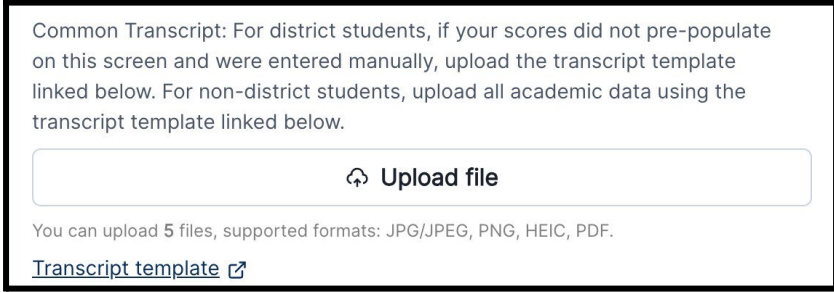 Common Transcript: For district students, if your scores did not pre-populate
on this screen and were entered manually, upload the transcript template
linked below. For non-district students, upload all academic data using the
transcript template linked below.
Upload file
You can upload 5 files, supported formats: JPG/JPEG, PNG, HEIC, PDF.
Transcript template